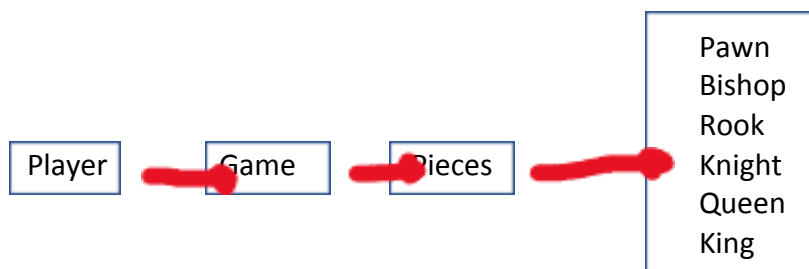 Player
Game
Pieces
Pawn
Bishop
Rook
Knight
Queen
King